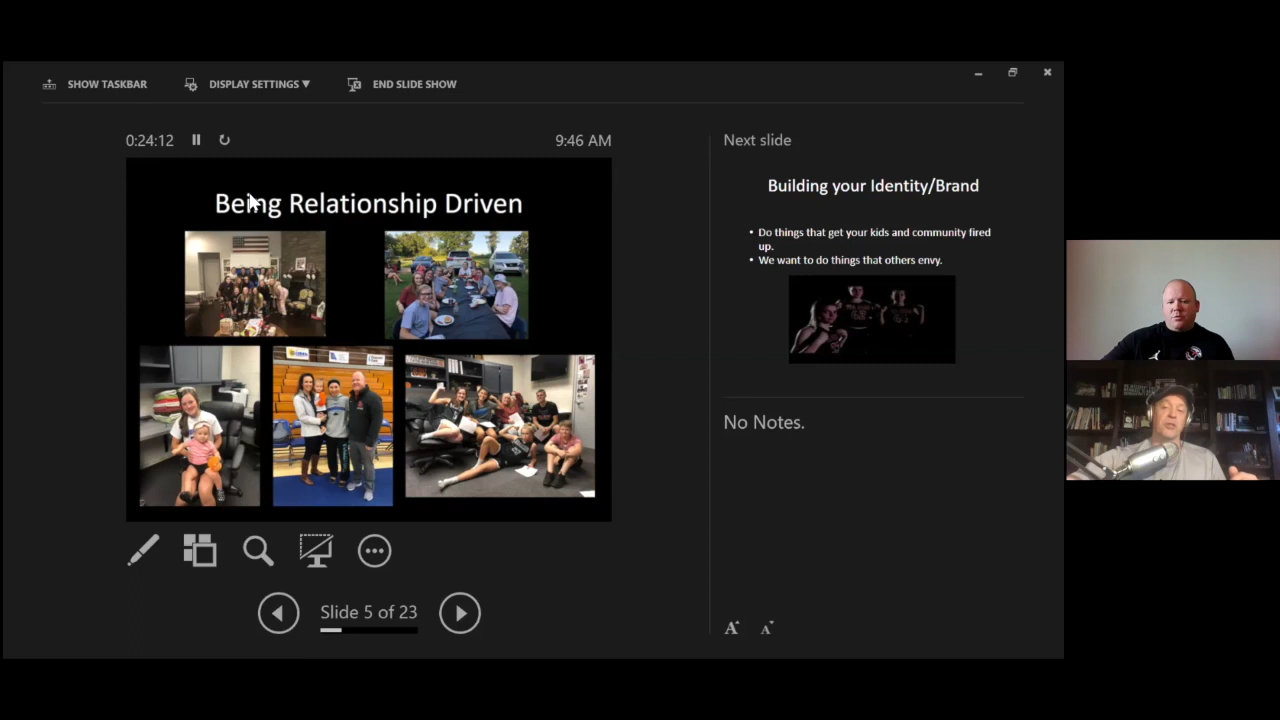 SHOW TASKBAR
DISPLAY SETTINGS ▼
END SLIDE SHOW
0:24:12
9:46 AM
Being Relationship Driven
Slide 5 of 23
Next slide
Building your Identity/Brand
• Do things that get your kids and community fired
up.
• We want to do things that others envy.
No Notes.
A
A